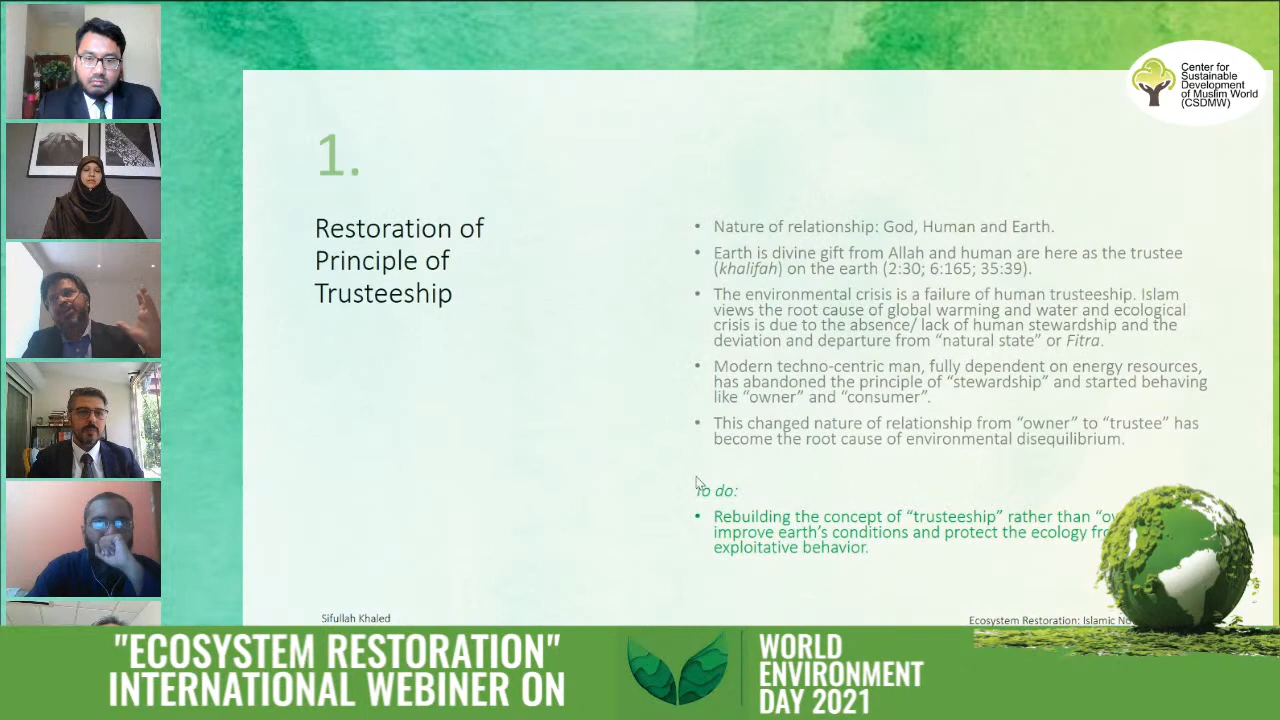 Center for
Sustainable
Development
of Muslim World
(CSDMW)
1.
Restoration of
Principle of
Trusteeship
• Nature of relationship: God, Human and Earth.
• Earth is divine gift from Allah and human are here as the trustee
(khalifah) on the earth (2:30; 6:165; 35:39).
• The environmental crisis is a failure of human trusteeship. Islam
views the root cause of global warming and water and ecological
crisis is due to the absence/ lack of human stewardship and the
deviation and departure from “natural state” or Fitra.
• Modern techno-centric man, fully dependent on energy resources,
has abandoned the principle of “stewardship” and started behaving
like “owner” and “consumer”.
• This changed nature of relationship from “owner” to “trustee” has
become the root cause of environmental disequilibrium.
To do:
• Rebuilding the concept of “trusteeship” rather than
improve earth’s conditions and protect the ecology
exploitative behavior.
Sifullah Khaled
Ecosystem Restoration: Islamic
"ECOSYSTEM RESTORATION"
INTERNATIONAL WEBINER ON
WORLD
ENVIRONMENT
DAY 2021